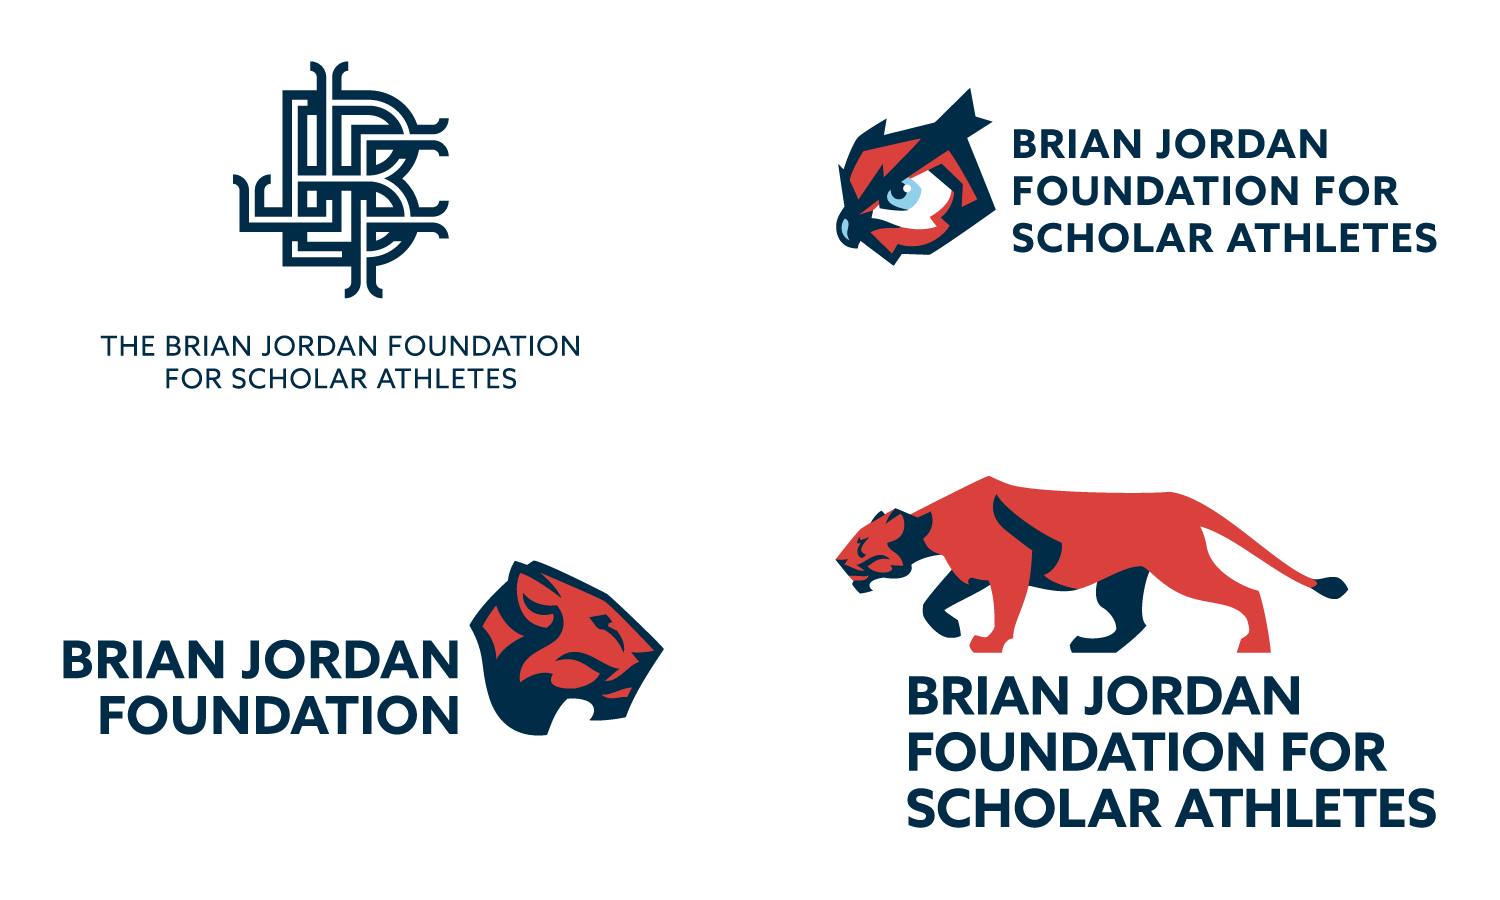 THE BRIAN JORDAN FOUNDATION
FOR SCHOLAR ATHLETES
BRIAN JORDAN
FOUNDATION FOR
SCHOLAR ATHLETES
BRIAN JORDAN
FOUNDATION
BRIAN JORDAN
FOUNDATION FOR
SCHOLAR ATHLETES